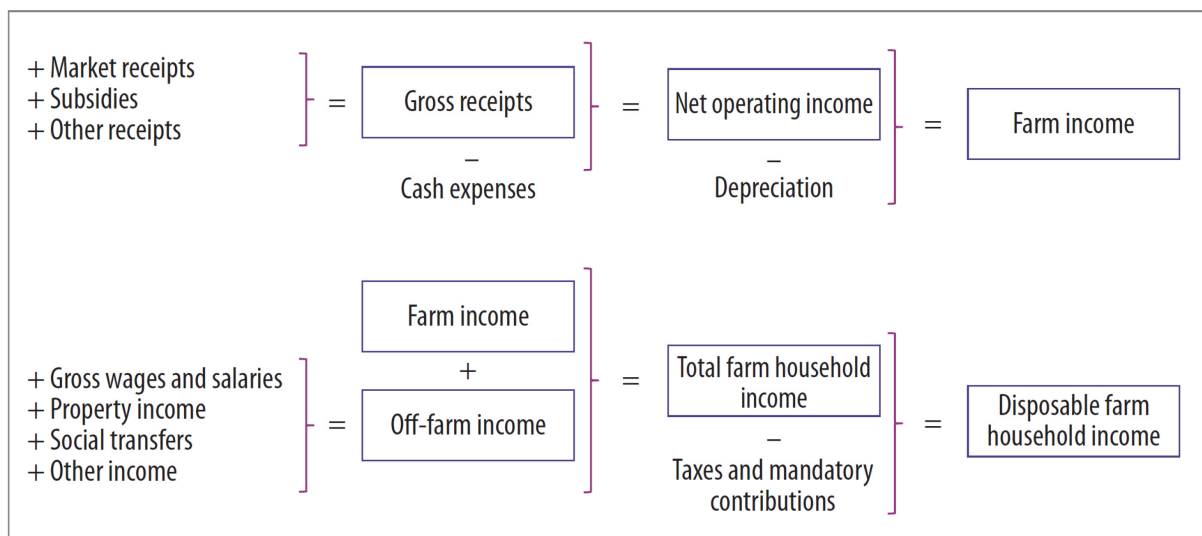 + Market receipts
+ Subsidies
+ Other receipts
=
Gross receipts
–
Cash expenses
=
Net operating income
–
Depreciation
=
Farm income
+ Gross wages and salaries
+ Property income
+ Social transfers
+ Other income
=
Farm income
+
Off-farm income
=
Total farm household
income
–
Taxes and mandatory
contributions
=
Disposable farm
household income